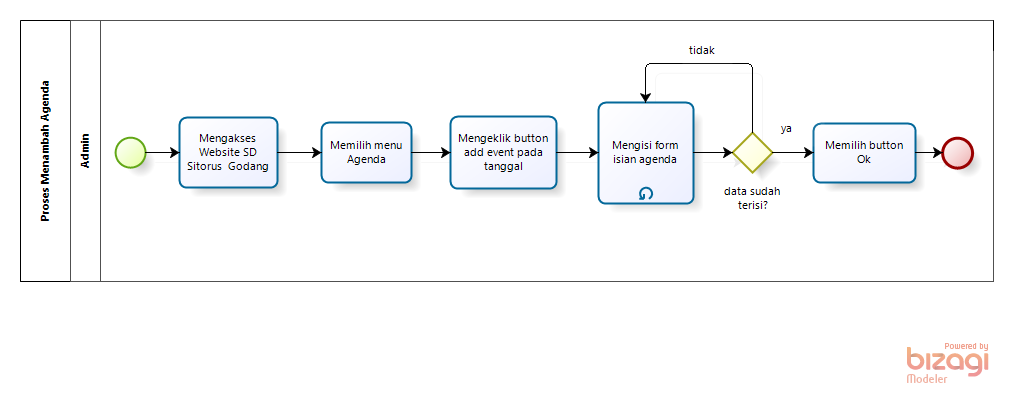 Proses Menambah Agenda
Admin
Mengakses
Website SD
Sitorus Godang
Memilih menu
Agenda
Mengeklik button
add event pada
tanggal
Mengisi form
isian agenda
tidak
data sudah
terisi?
ya
Memilih button
Ok
Powered by
bizagi
Modeler